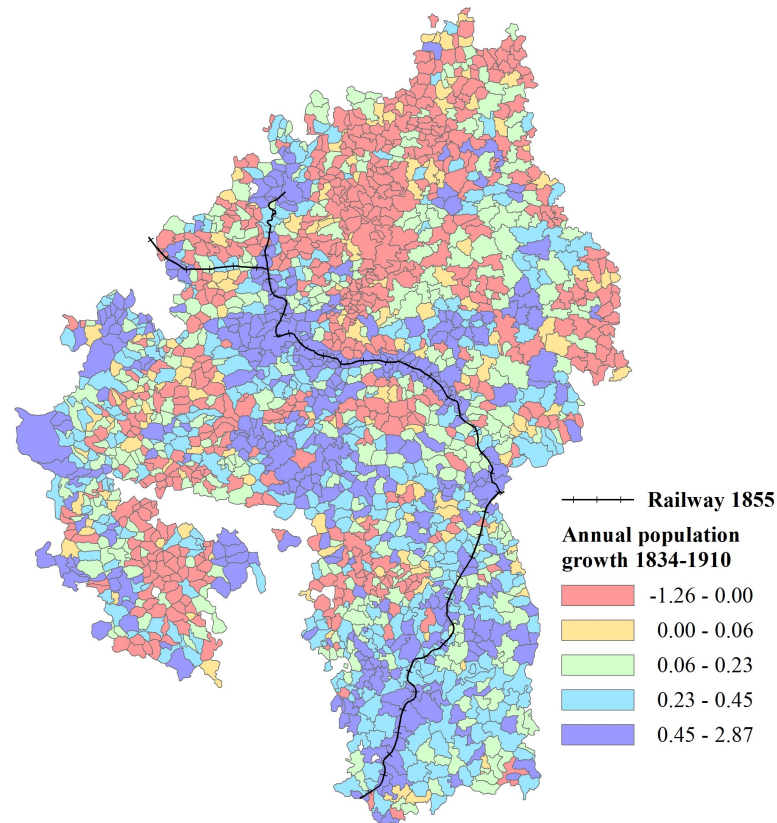 Railway 1855
Annual population
growth 1834-1910
-1.26 - 0.00
0.00 - 0.06
0.06 - 0.23
0.23 - 0.45
0.45 - 2.87